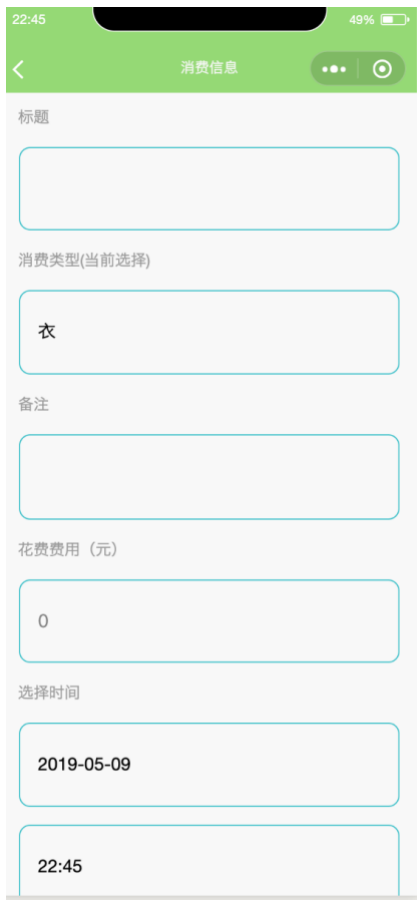 22:45
49%
消费信息
标题
消费类型(当前选择)
衣
备注
花费费用（元）
0
选择时间
2019-05-09
22:45